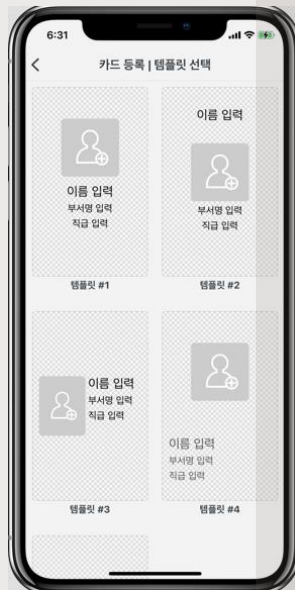 6:31
카드 등록 | 템플릿 선택
이름 입력
부서명 입력
직급 입력
템플릿 #1
이름 입력
부서명 입력
직급 입력
템플릿 #2
이름 입력
부서명 입력
직급 입력
템플릿 #3
이름 입력
부서명 입력
직급 입력
템플릿 #4